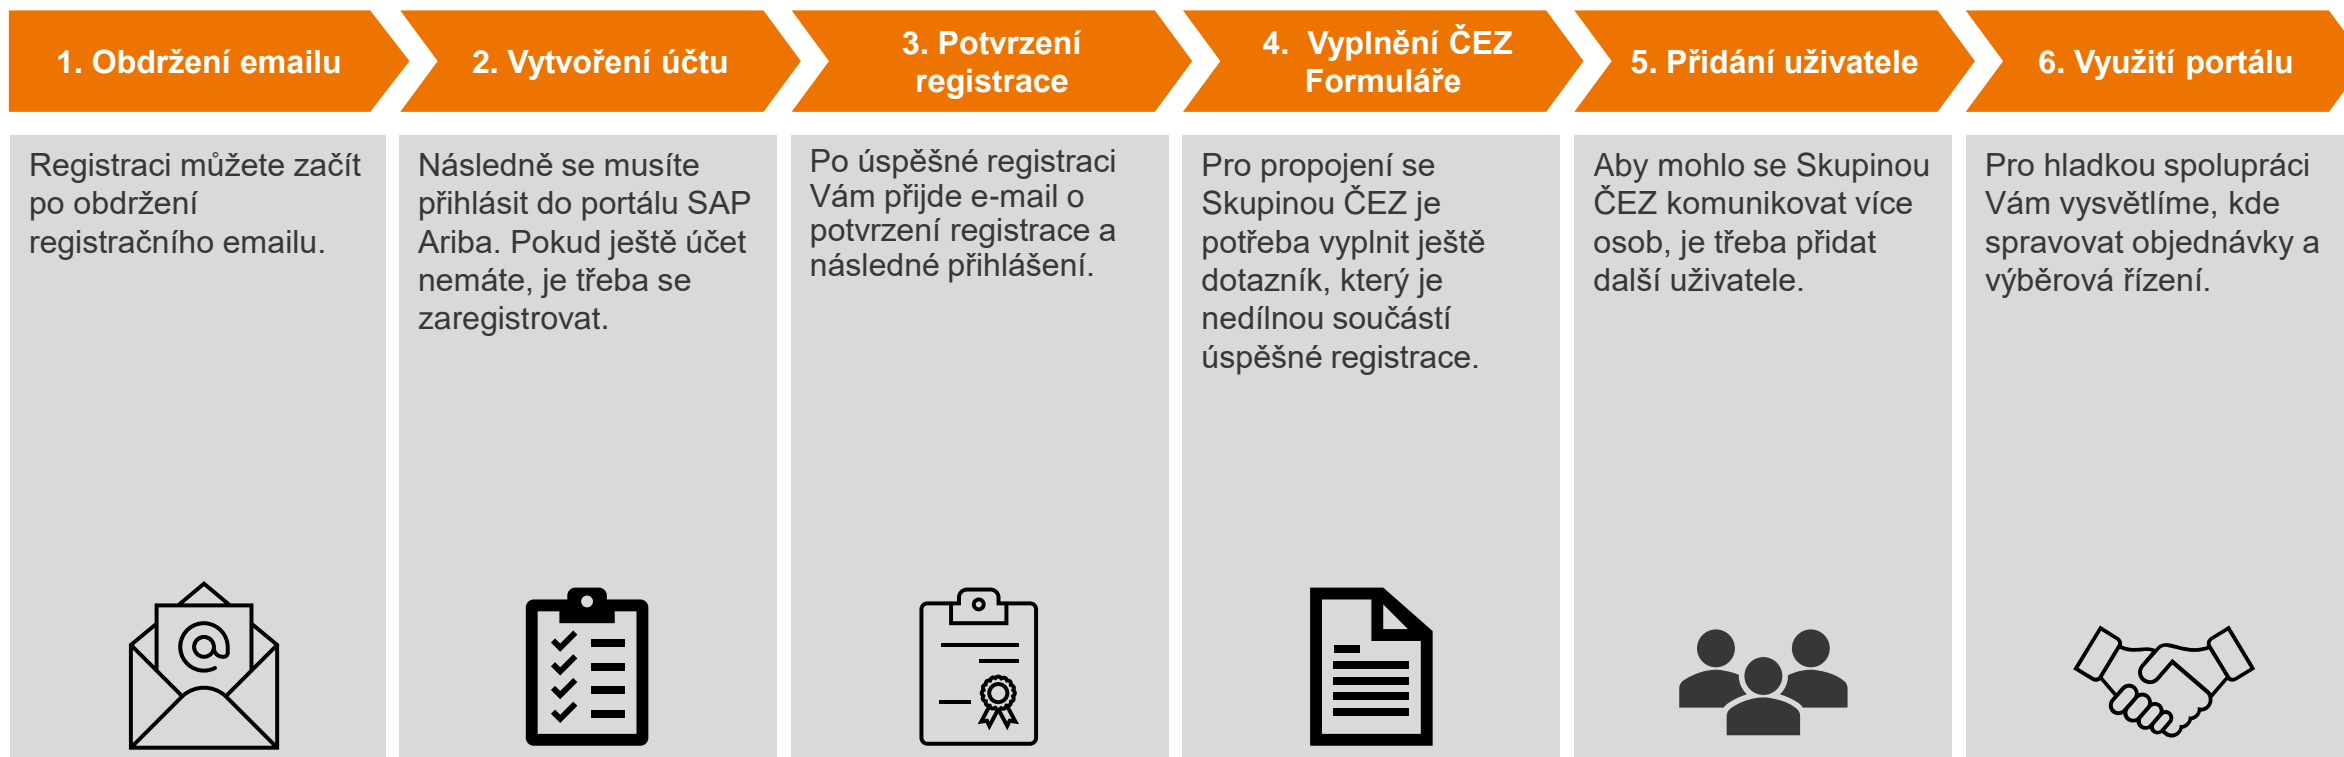 1. Obdržení emailu
2. Vytvoření účtu
3. Potvrzení
registrace
4. Vyplnění ČEZ
Formuláře
5. Přidání uživatele
6. Využití portálu
Registraci můžete začít
po obdržení
registračního emailu.
Následně se musíte
přihlásit do portálu SAP
Ariba. Pokud ještě účet
nemáte, je třeba se
zaregistrovat.
Po úspěšné registraci
Vám přijde e-mail o
potvrzení registrace a
následné přihlášení.
Pro propojení se
Skupinou ČEZ je
potřeba vyplnit ještě
dotazník, který je
nedílnou součástí
úspěšné registrace.
Aby mohlo se Skupinou
ČEZ komunikovat více
osob, je třeba přidat
další uživatele.
Pro hladkou spolupráci
Vám vysvětlíme, kde
spravovat objednávky a
výběrová řízení.
@